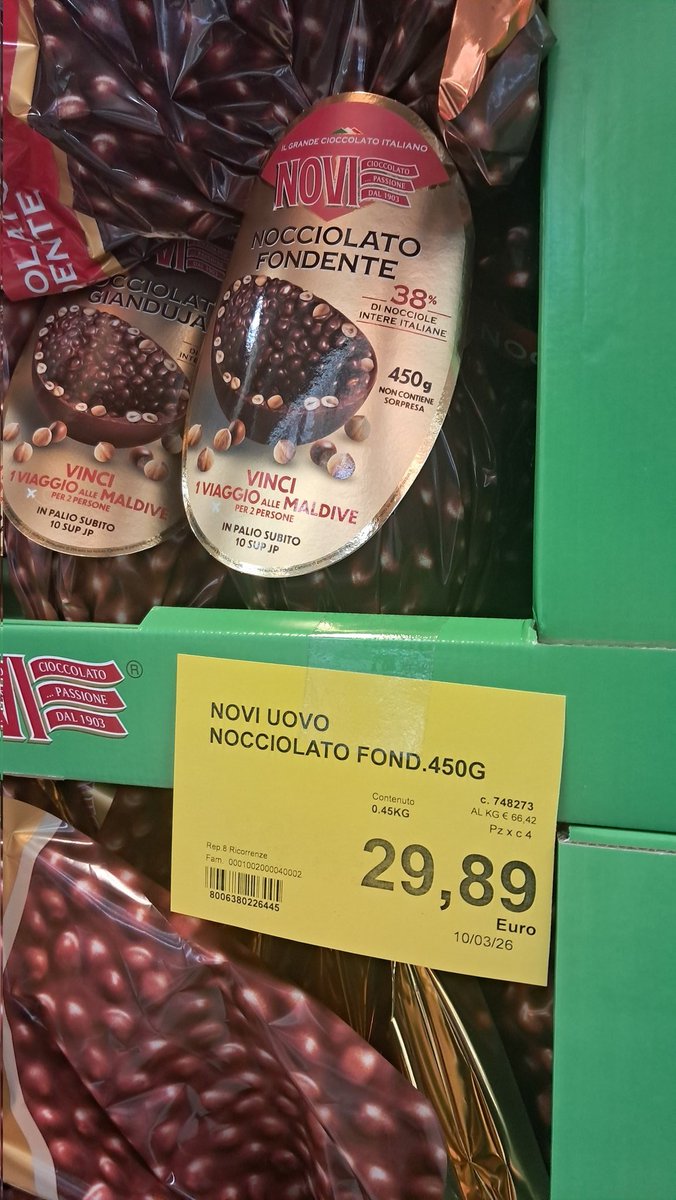 IL GRANDE CIOCCOLATO ITALIANO
NOVI
CIOCCOLATO
... PASSIONE
DAL 1903
NOCCIOLATO
FONDENTE
38%
DI NOCCIOLE
INTERE ITALIANE
450g
NON CONTIENE
SORPRESA
VINCI
1 VIAGGIO ALLE MALDIVE
PER 2 PERSONE
IN PALIO SUBITO
10 SUP JP
OCCIOLAT
GIANDUJA
VINCI
1 VIAGGIO ALLE MALDIVE
PER 2 PERSONE
IN PALIO SUBITO
10 SUP JP
ENTE
CIOCCOLATO
... PASSIONE
DAL 1903
®
NOVI UOVO
NOCCIOLATO FOND.450G
Contenuto
0.45KG
c. 748273
AL KG € 66,42
Pz x c 4
Rep.8 Ricorrenze
Fam. 0001002000040002
8006380226445
29,89
Euro
10/03/26